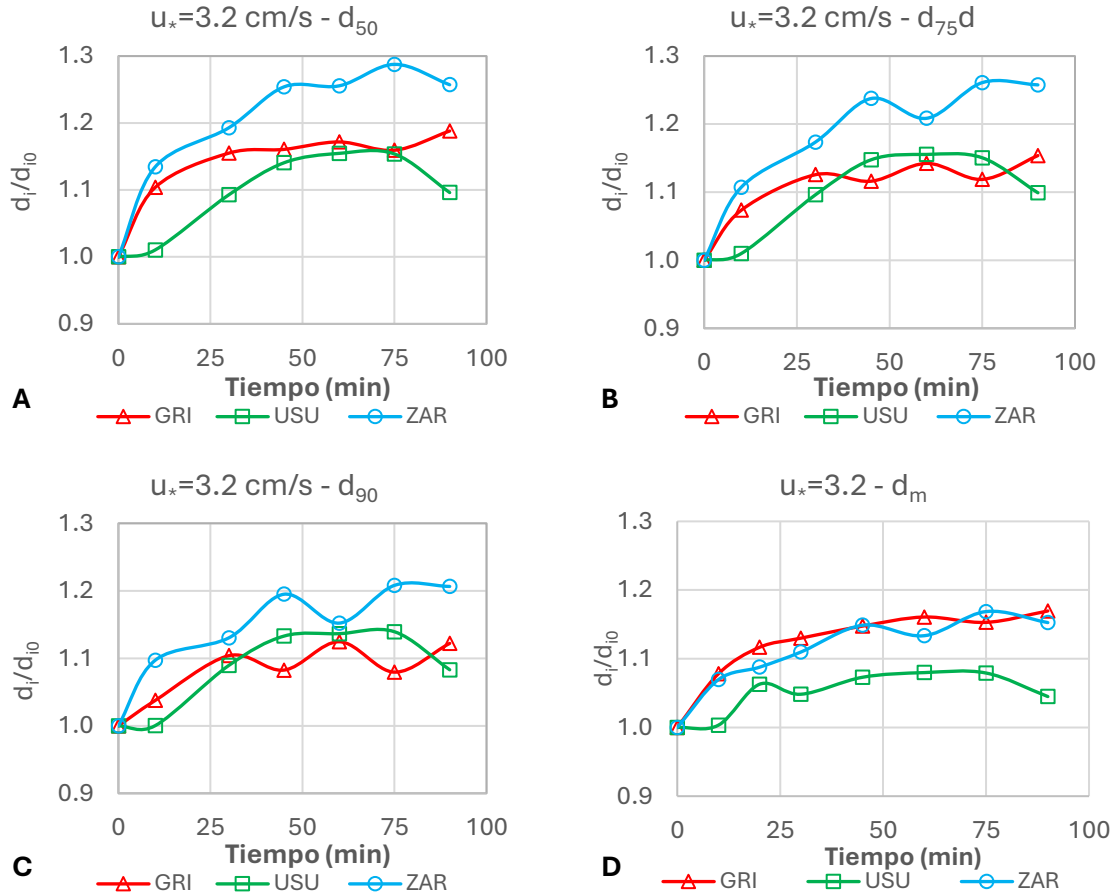 u*=3.2 cm/s - d50
1.3
1.2
1.1
1.0
0.9
di/di0
0 25 50 75 100
Tiempo (min)
A
GRI USU ZAR
u*=3.2 cm/s - d75d
1.3
1.2
1.1
1.0
0.9
di/di0
0 25 50 75 100
Tiempo (min)
B
GRI USU ZAR
u*=3.2 cm/s - d90
1.3
1.2
1.1
1.0
0.9
di/di0
0 25 50 75 100
Tiempo (min)
C
GRI USU ZAR
u*=3.2 - dm
1.3
1.2
1.1
1.0
0.9
di/di0
0 25 50 75 100
Tiempo (min)
D
GRI USU ZAR